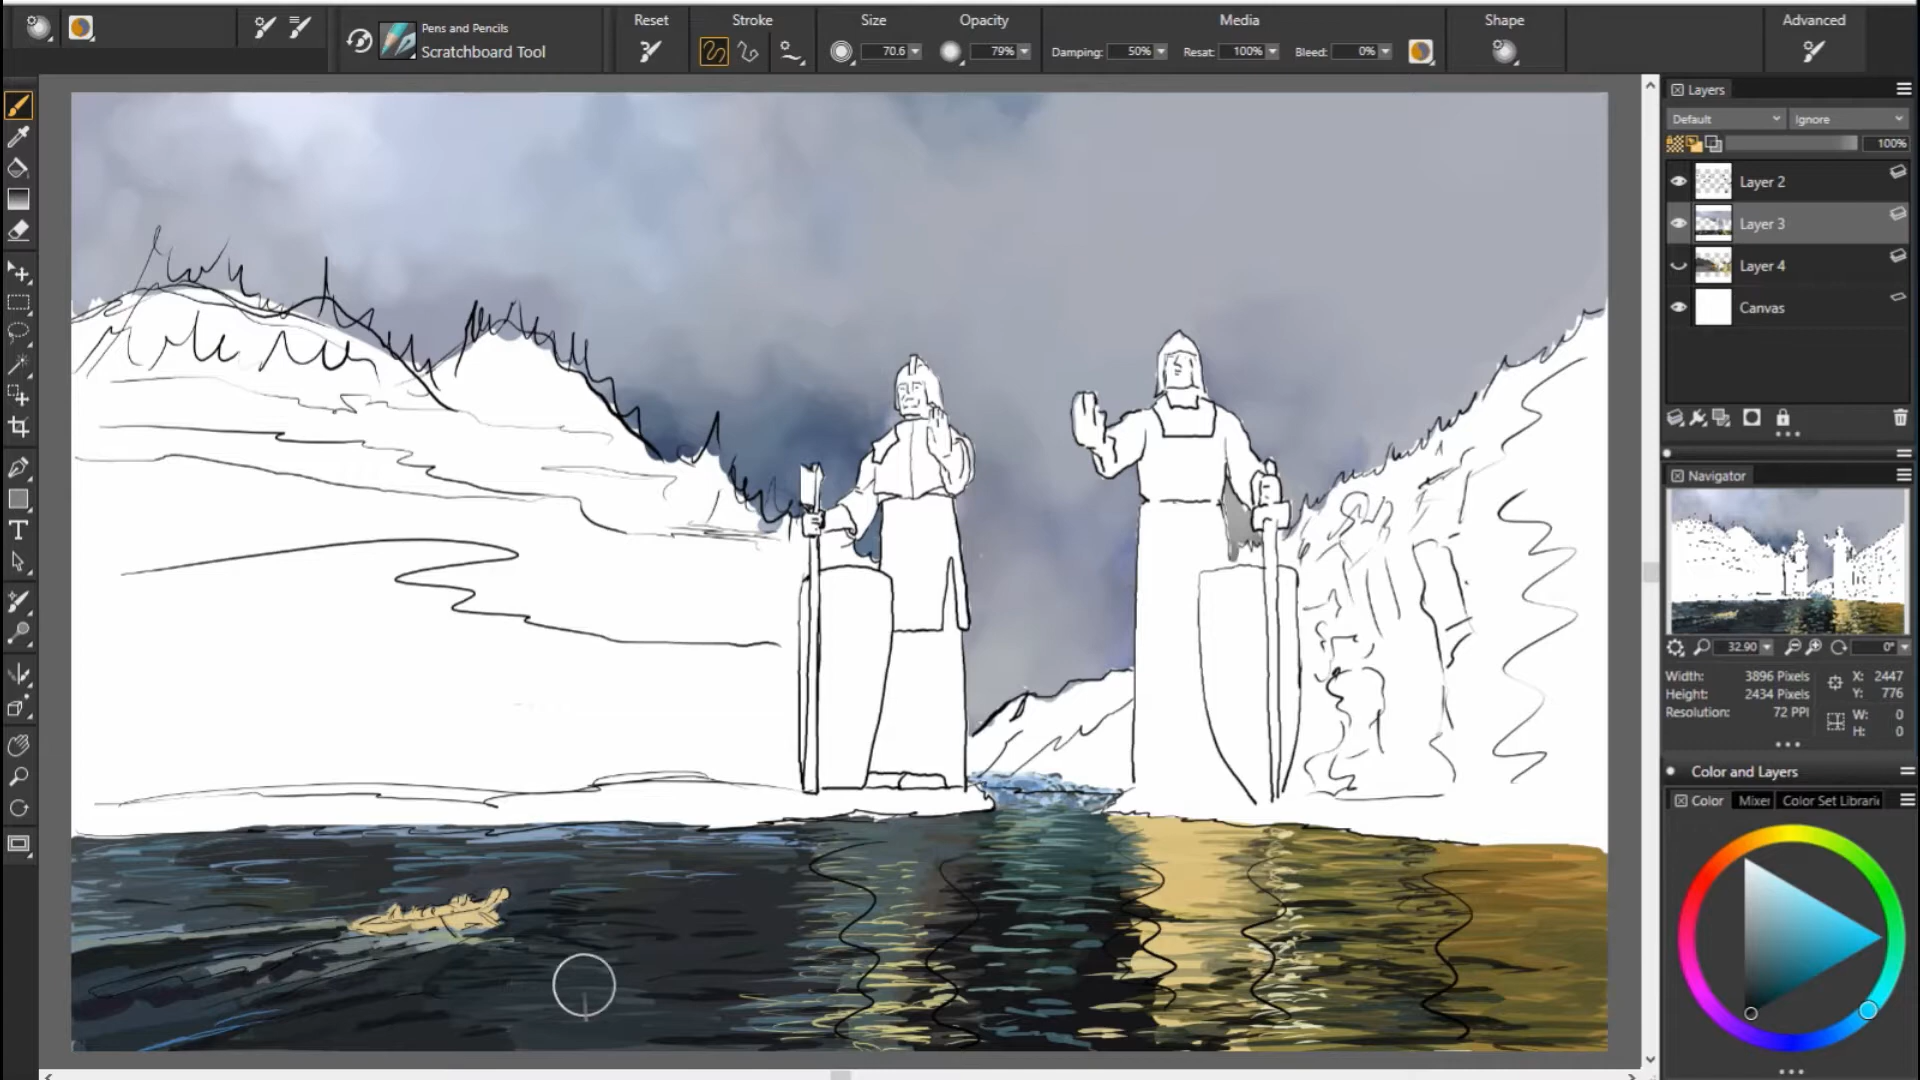 Reset
Stroke
Size
Opacity
Media
Shape
Advanced
Pens and Pencils
Scratchboard Tool
70.6
79%
Damping: 50%
Resat: 100%
Bleed: 0%
Layers
Default
Ignore
100%
Layer 2
Layer 3
Layer 4
Canvas
Navigator
32.90
0°
Width: 3896 Pixels
Height: 2434 Pixels
Resolution: 72 PPI
X: 2447
Y: 776
W: 0
H: 0
Color and Layers
Color
Mixer
Color Set Librari
T